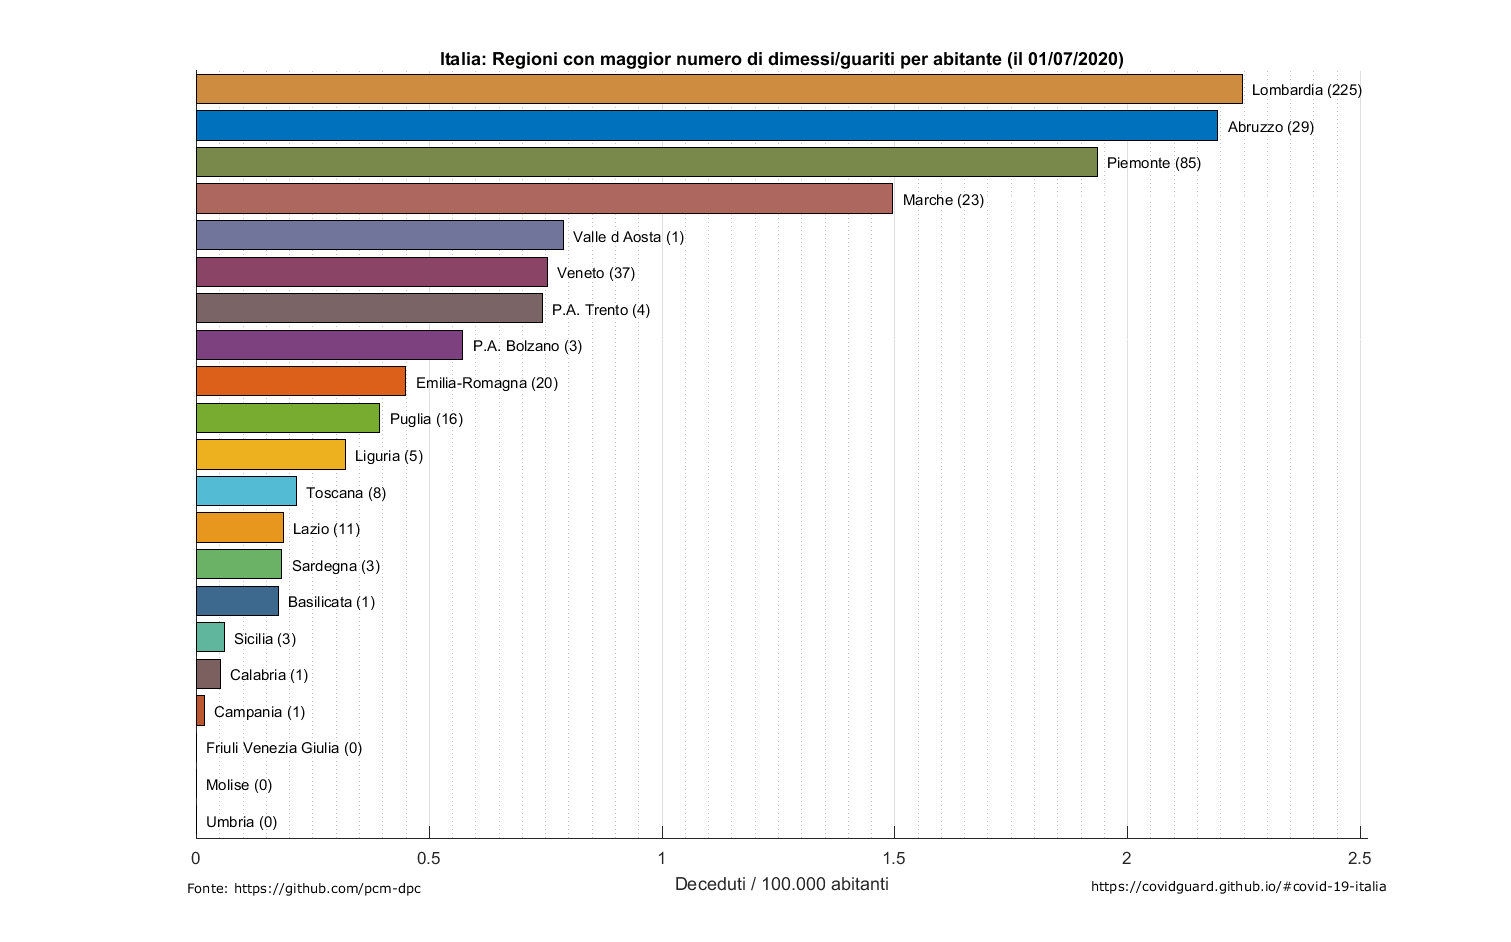 Italia: Regioni con maggior numero di dimessi/guariti per abitante (il 01/07/2020)
Lombardia (225)
Abruzzo (29)
Piemonte (85)
Marche (23)
Valle d Aosta (1)
Veneto (37)
P.A. Trento (4)
P.A. Bolzano (3)
Emilia-Romagna (20)
Puglia (16)
Liguria (5)
Toscana (8)
Lazio (11)
Sardegna (3)
Basilicata (1)
Sicilia (3)
Calabria (1)
Campania (1)
Friuli Venezia Giulia (0)
Molise (0)
Umbria (0)
0 0.5 1 1.5 2 2.5
Deceduti / 100.000 abitanti
Fonte: https://github.com/pcm-dpc
https://covidguard.github.io/#covid-19-italia